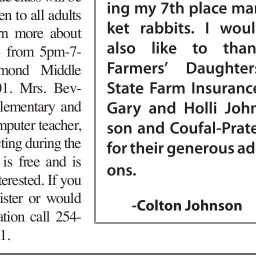 en to all adults
rn more about
from 5pm-7-
mond Middle
01. Mrs. Bev-
lementary and
mputer teacher,
ting during the
is free and is
terested. If you
ister or would
ation call 254-
1.
ing my 7th place mar
ket rabbits. I woul
also like to than
Farmers' Daughters
State Farm Insurance
Gary and Holli John
son and Coufal-Prate
for their generous ad
ons.
-Colton Johnson